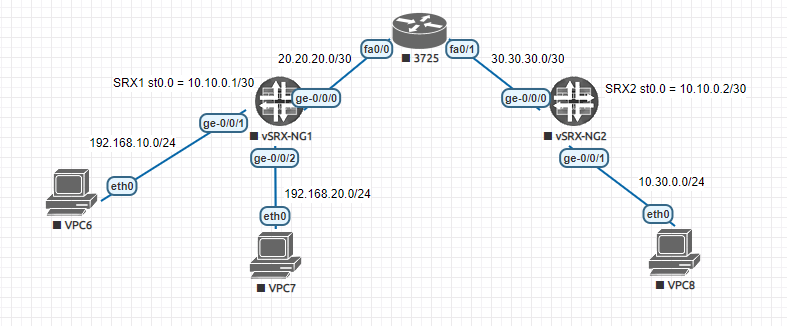 fa0/0
fa0/1
20.20.20.0/30
3725
30.30.30.0/30
SRX1 st0.0 = 10.10.0.1/30
ge-0/0/0
ge-0/0/0
SRX2 st0.0 = 10.10.0.2/30
ge-0/0/1
vSRX-NG1
vSRX-NG2
192.168.10.0/24
ge-0/0/2
ge-0/0/1
eth0
192.168.20.0/24
10.30.0.0/24
VPC6
eth0
eth0
VPC7
VPC8